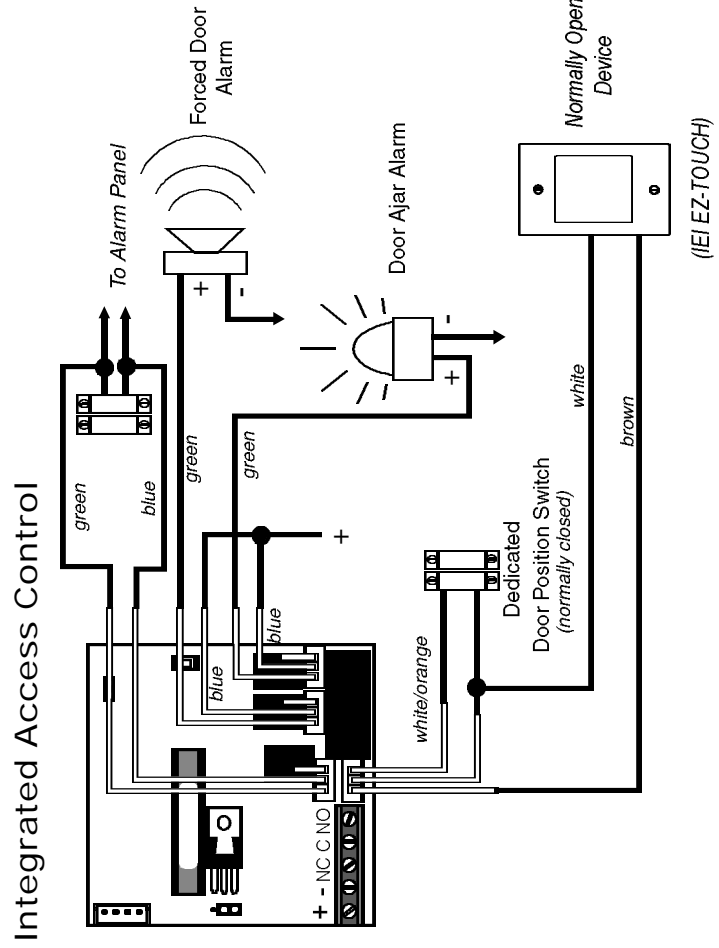 Integrated Access Control
green
blue
To Alarm Panel
Forced Door
Alarm
+
-
green
blue
green
blue
+
Door Ajar Alarm
+
-
white/orange
Dedicated
Door Position Switch
(normally closed)
white
brown
Normally Open
Device
(IEI EZ-TOUCH)
+ - NC C NO